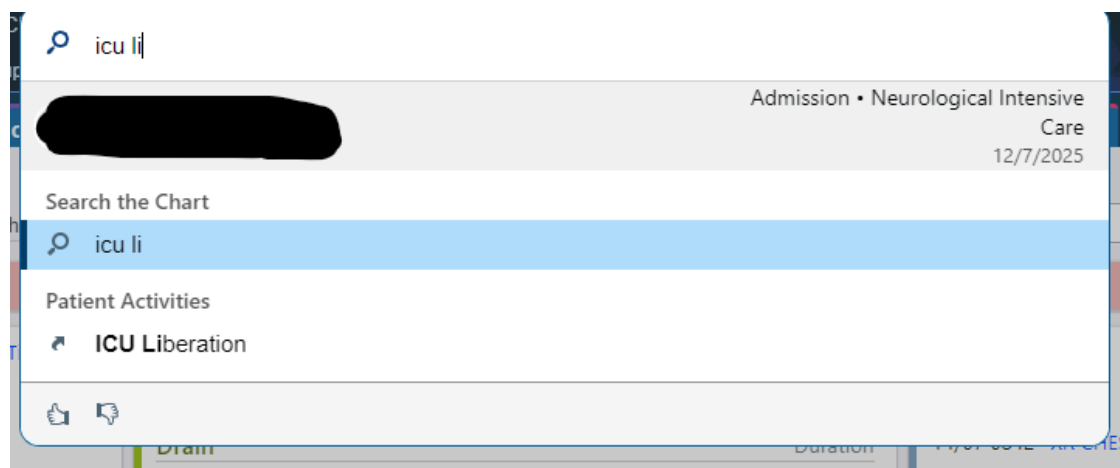 icu li
Admission • Neurological Intensive
Care
12/7/2025
Search the Chart
icu li
Patient Activities
ICU Liberation
Drain
Duration